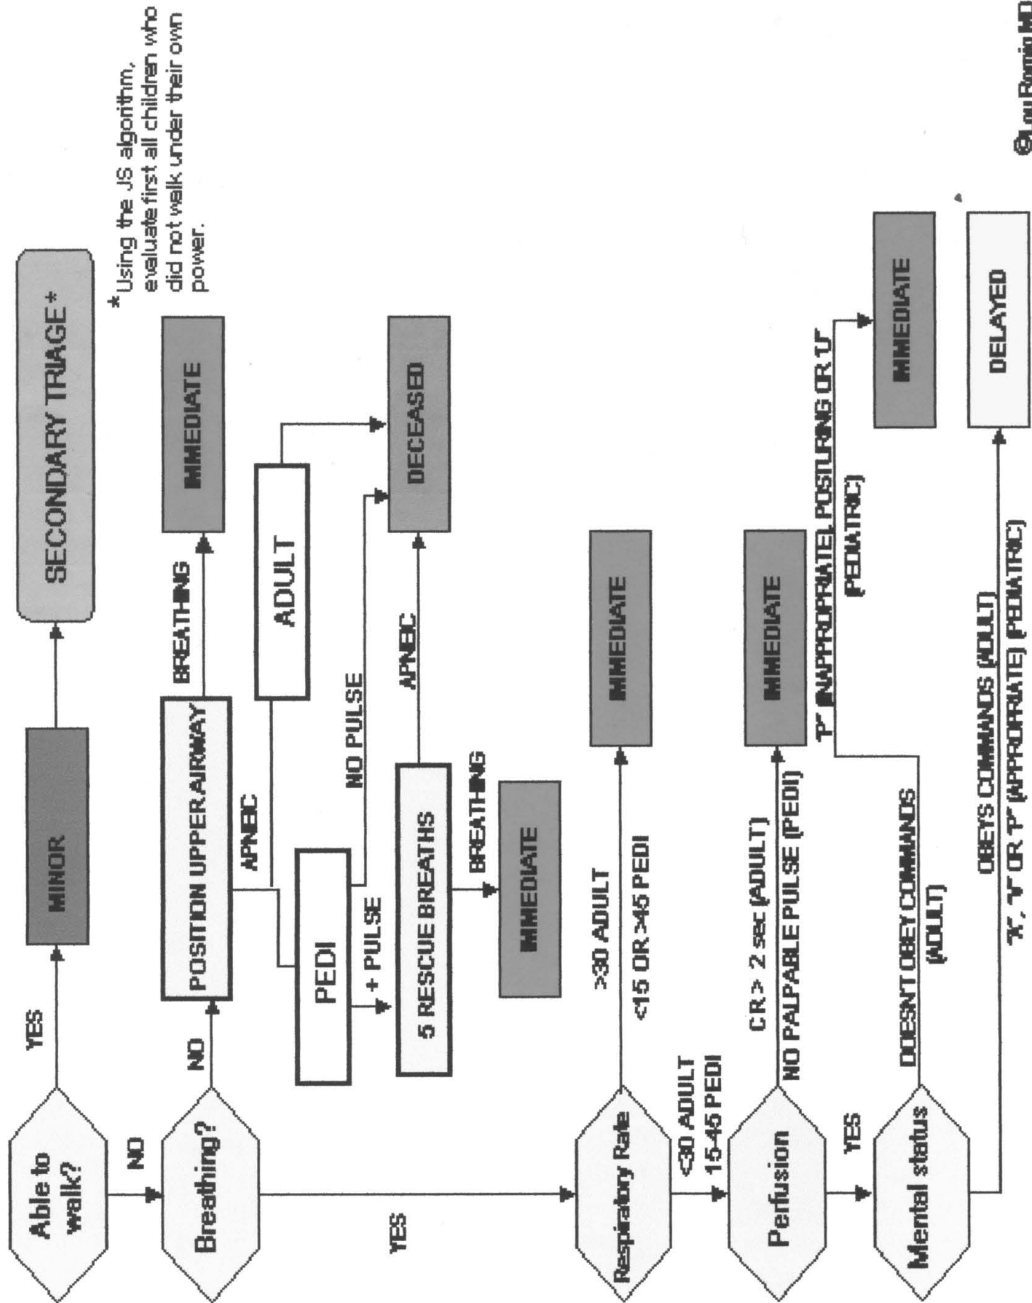 Able to
walk?
YES
MINOR
SECONDARY TRIAGE*
*Using the JS algorithm,
evaluate first all children who
did not walk under their own
power.
NO
Breathing?
NO
POSITION UPPER AIRWAY
BREATHING
IMMEDIATE
APNEIC
PEDI
ADULT
+ PULSE
NO PULSE
DECEASED
5 RESCUE BREATHS
APNEIC
BREATHING
IMMEDIATE
YES
Respiratory Rate
>30 ADULT
<15 OR >45 PEDI
IMMEDIATE
<30 ADULT
15-45 PEDI
Perfusion
CR > 2 sec (ADULT)
NO PALPABLE PULSE (PEDI)
IMMEDIATE
YES
Mental status
DOESN'T OBEY COMMANDS
(ADULT)
"P" (INAPPROPRIATE), POSTURING OR "U"
(PEDIATRIC)
IMMEDIATE
OBEYS COMMANDS (ADULT)
"A", "V" OR "P" (APPROPRIATE) (PEDIATRIC)
DELAYED
©Lou Romig MD